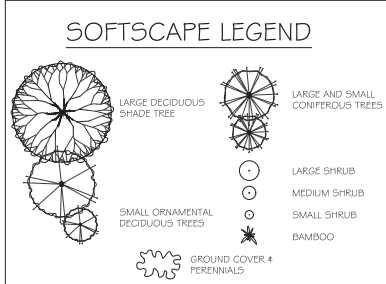 SOFTSCAPE LEGEND
LARGE DECIDUOUS
SHADE TREE
LARGE AND SMALL
CONIFEROUS TREES
LARGE SHRUB
MEDIUM SHRUB
SMALL ORNAMENTAL
DECIDUOUS TREES
SMALL SHRUB
BAMBOO
GROUND COVER &
PERENNIALS